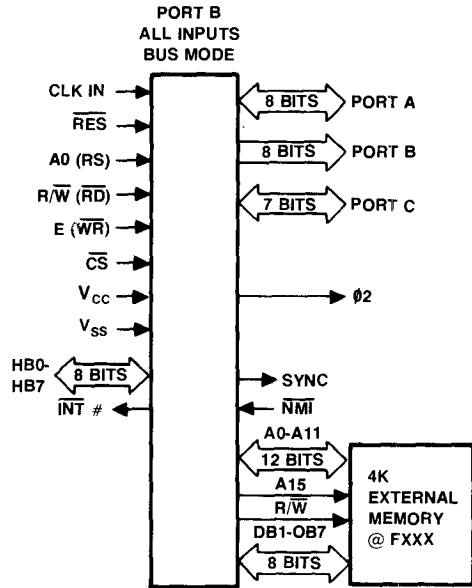 PORT B
ALL INPUTS
BUS MODE
CLK IN
RES
A0 (RS)
R/W (RD)
E (WR)
CS
VCC
VSS
HB0-
HB7
8 BITS
INT #
8 BITS
PORT A
8 BITS
PORT B
7 BITS
PORT C
Ø2
SYNC
NMI
A0-A11
12 BITS
A15
R/W
DB1-OB7
8 BITS
4K
EXTERNAL
MEMORY
@ FXXX